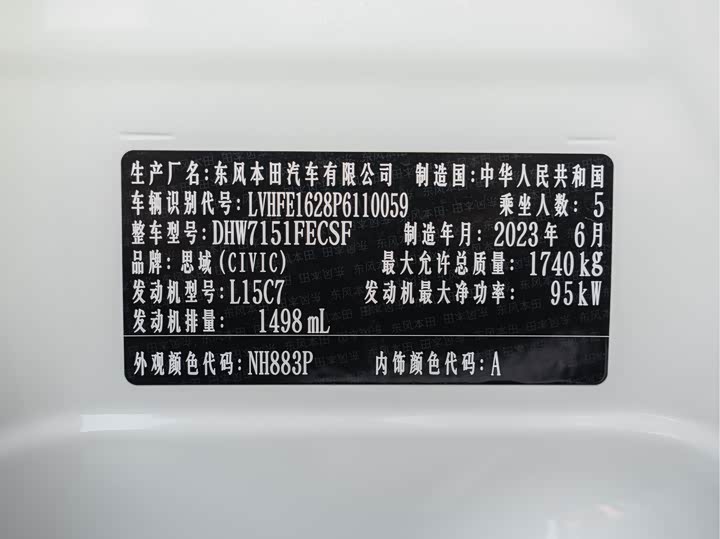 生产厂名:东风本田汽车有限公司 制造国:中华人民共和国
车辆识别代号:LVHFE1628P6110059 乘坐人数:5
整车型号:DHW7151FECSF 制造年月:2023年 6月
品牌:思域(CIVIC) 最大允许总质量:1740kg
发动机型号:L15C7 发动机最大净功率:95kW
发动机排量:1498mL
外观颜色代码:NH883P 内饰颜色代码:A